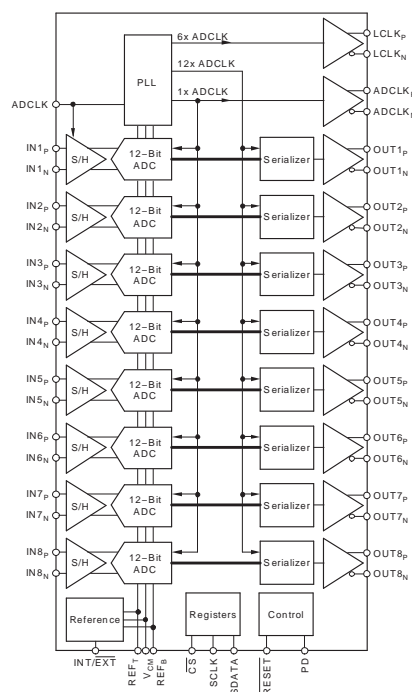 6x ADCLK
LCLKP
LCLKN
PLL
12x ADCLK
1x ADCLK
ADCLK
ADCLK
ADCLK
IN1P
IN1N
S/H
12-Bit
ADC
Serializer
OUT1P
OUT1N
IN2P
IN2N
S/H
12-Bit
ADC
Serializer
OUT2P
OUT2N
IN3P
IN3N
S/H
12-Bit
ADC
Serializer
OUT3P
OUT3N
IN4P
IN4N
S/H
12-Bit
ADC
Serializer
OUT4P
OUT4N
IN5P
IN5N
S/H
12-Bit
ADC
Serializer
OUT5P
OUT5N
IN6P
IN6N
S/H
12-Bit
ADC
Serializer
OUT6P
OUT6N
IN7P
IN7N
S/H
12-Bit
ADC
Serializer
OUT7P
OUT7N
IN8P
IN8N
S/H
12-Bit
ADC
Serializer
OUT8P
OUT8N
Reference
Registers
Control
INT/EXT
REFT
VCM
REFB
CS
SCLK
SDATA
RESET
PD